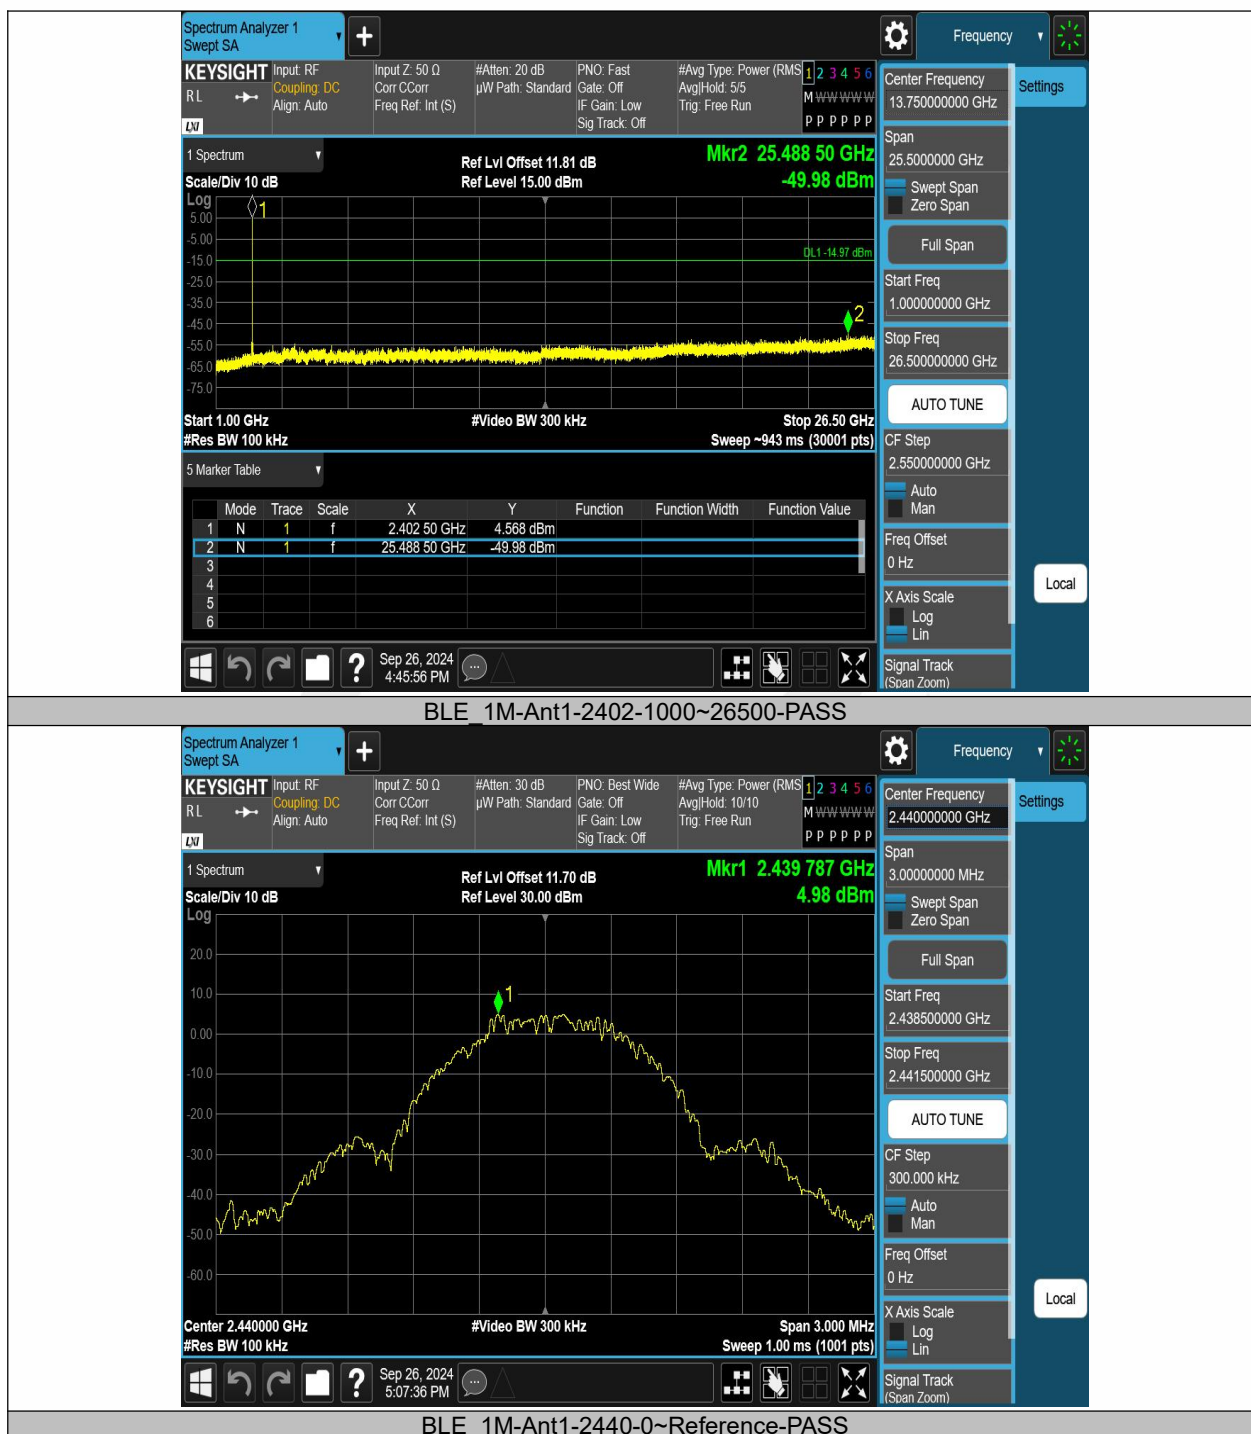 Spectrum Analyzer 1
Swept SA
Frequency
KEYSIGHT
RL
LXI
Input: RF
Coupling: DC
Align: Auto
Input Z: 50 Ω
Corr CCorr
Freq Ref: Int (S)
#Atten: 20 dB
µW Path: Standard
PNO: Fast
Gate: Off
IF Gain: Low
Sig Track: Off
#Avg Type: Power (RMS
Avg|Hold: 5/5
Trig: Free Run
1 2 3 4 5 6
M W W W W W
P P P P P P
1 Spectrum
Scale/Div 10 dB
Ref Lvl Offset 11.81 dB
Ref Level 15.00 dBm
Mkr2 25.488 50 GHz
-49.98 dBm
Log
1
5.00
-5.00
DL1 -14.97 dBm
-15.0
-25.0
-35.0
2
-45.0
-55.0
-65.0
-75.0
Start 1.00 GHz
#Video BW 300 kHz
Stop 26.50 GHz
#Res BW 100 kHz
Sweep ~943 ms (30001 pts)
5 Marker Table
Mode Trace Scale X Y Function Function Width Function Value
1 N 1 f 2.402 50 GHz 4.568 dBm
2 N 1 f 25.488 50 GHz -49.98 dBm
3
4
5
6
?
Sep 26, 2024
4:45:56 PM
Center Frequency
13.750000000 GHz
Span
25.5000000 GHz
Swept Span
Zero Span
Full Span
Start Freq
1.000000000 GHz
Stop Freq
26.500000000 GHz
AUTO TUNE
CF Step
2.550000000 GHz
Auto
Man
Freq Offset
0 Hz
X Axis Scale
Log
Lin
Signal Track
(Span Zoom)
Settings
Local
BLE_1M-Ant1-2402-1000~26500-PASS
Spectrum Analyzer 1
Swept SA
Frequency
KEYSIGHT
RL
LXI
Input: RF
Coupling: DC
Align: Auto
Input Z: 50 Ω
Corr CCorr
Freq Ref: Int (S)
#Atten: 30 dB
µW Path: Standard
PNO: Best Wide
Gate: Off
IF Gain: Low
Sig Track: Off
#Avg Type: Power (RMS
Avg|Hold: 10/10
Trig: Free Run
1 2 3 4 5 6
M W W W W W
P P P P P P
1 Spectrum
Scale/Div 10 dB
Ref Lvl Offset 11.70 dB
Ref Level 30.00 dBm
Mkr1 2.439 787 GHz
4.98 dBm
Log
20.0
10.0
1
0.00
-10.0
-20.0
-30.0
-40.0
-50.0
-60.0
Center 2.440000 GHz
#Video BW 300 kHz
Span 3.000 MHz
#Res BW 100 kHz
Sweep 1.00 ms (1001 pts)
?
Sep 26, 2024
5:07:36 PM
Center Frequency
2.440000000 GHz
Span
3.00000000 MHz
Swept Span
Zero Span
Full Span
Start Freq
2.438500000 GHz
Stop Freq
2.441500000 GHz
AUTO TUNE
CF Step
300.000 kHz
Auto
Man
Freq Offset
0 Hz
X Axis Scale
Log
Lin
Signal Track
(Span Zoom)
Settings
Local
BLE_1M-Ant1-2440-0~Reference-PASS